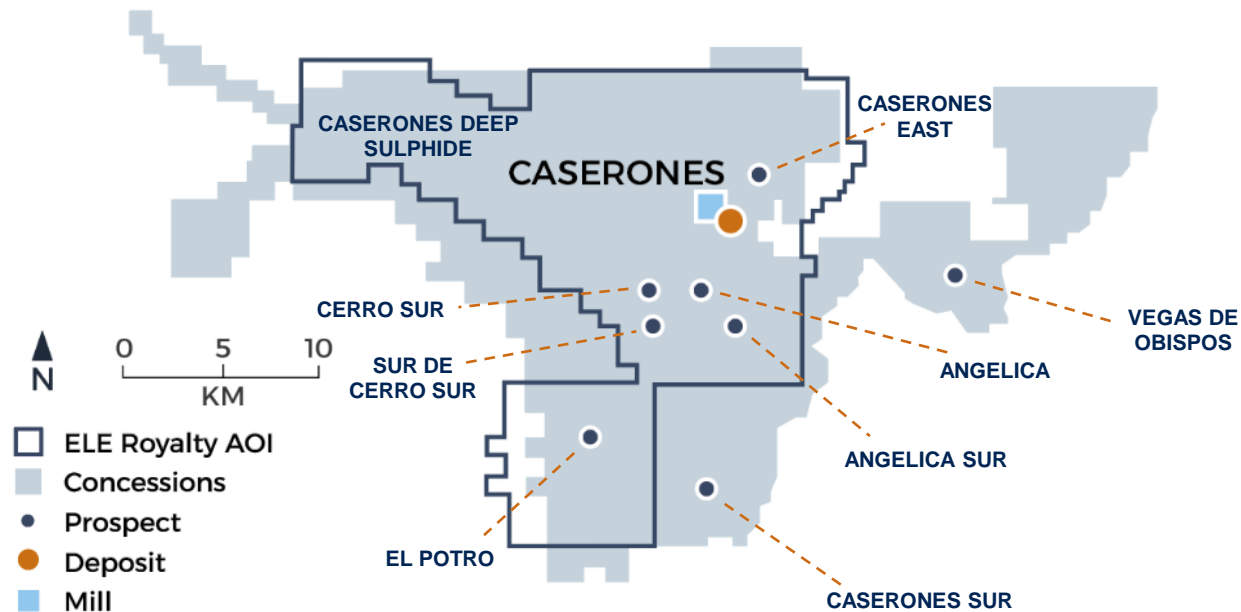 CASERONES
EAST
CASERONES DEEP
SULPHIDE
CASERONES
CERRO SUR
VEGAS DE
OBISPOS
N
0 5 10
KM
SUR DE
CERRO SUR
ANGELICA
ELE Royalty AOI
Concessions
Prospect
Deposit
Mill
ANGELICA SUR
EL POTRO
CASERONES SUR